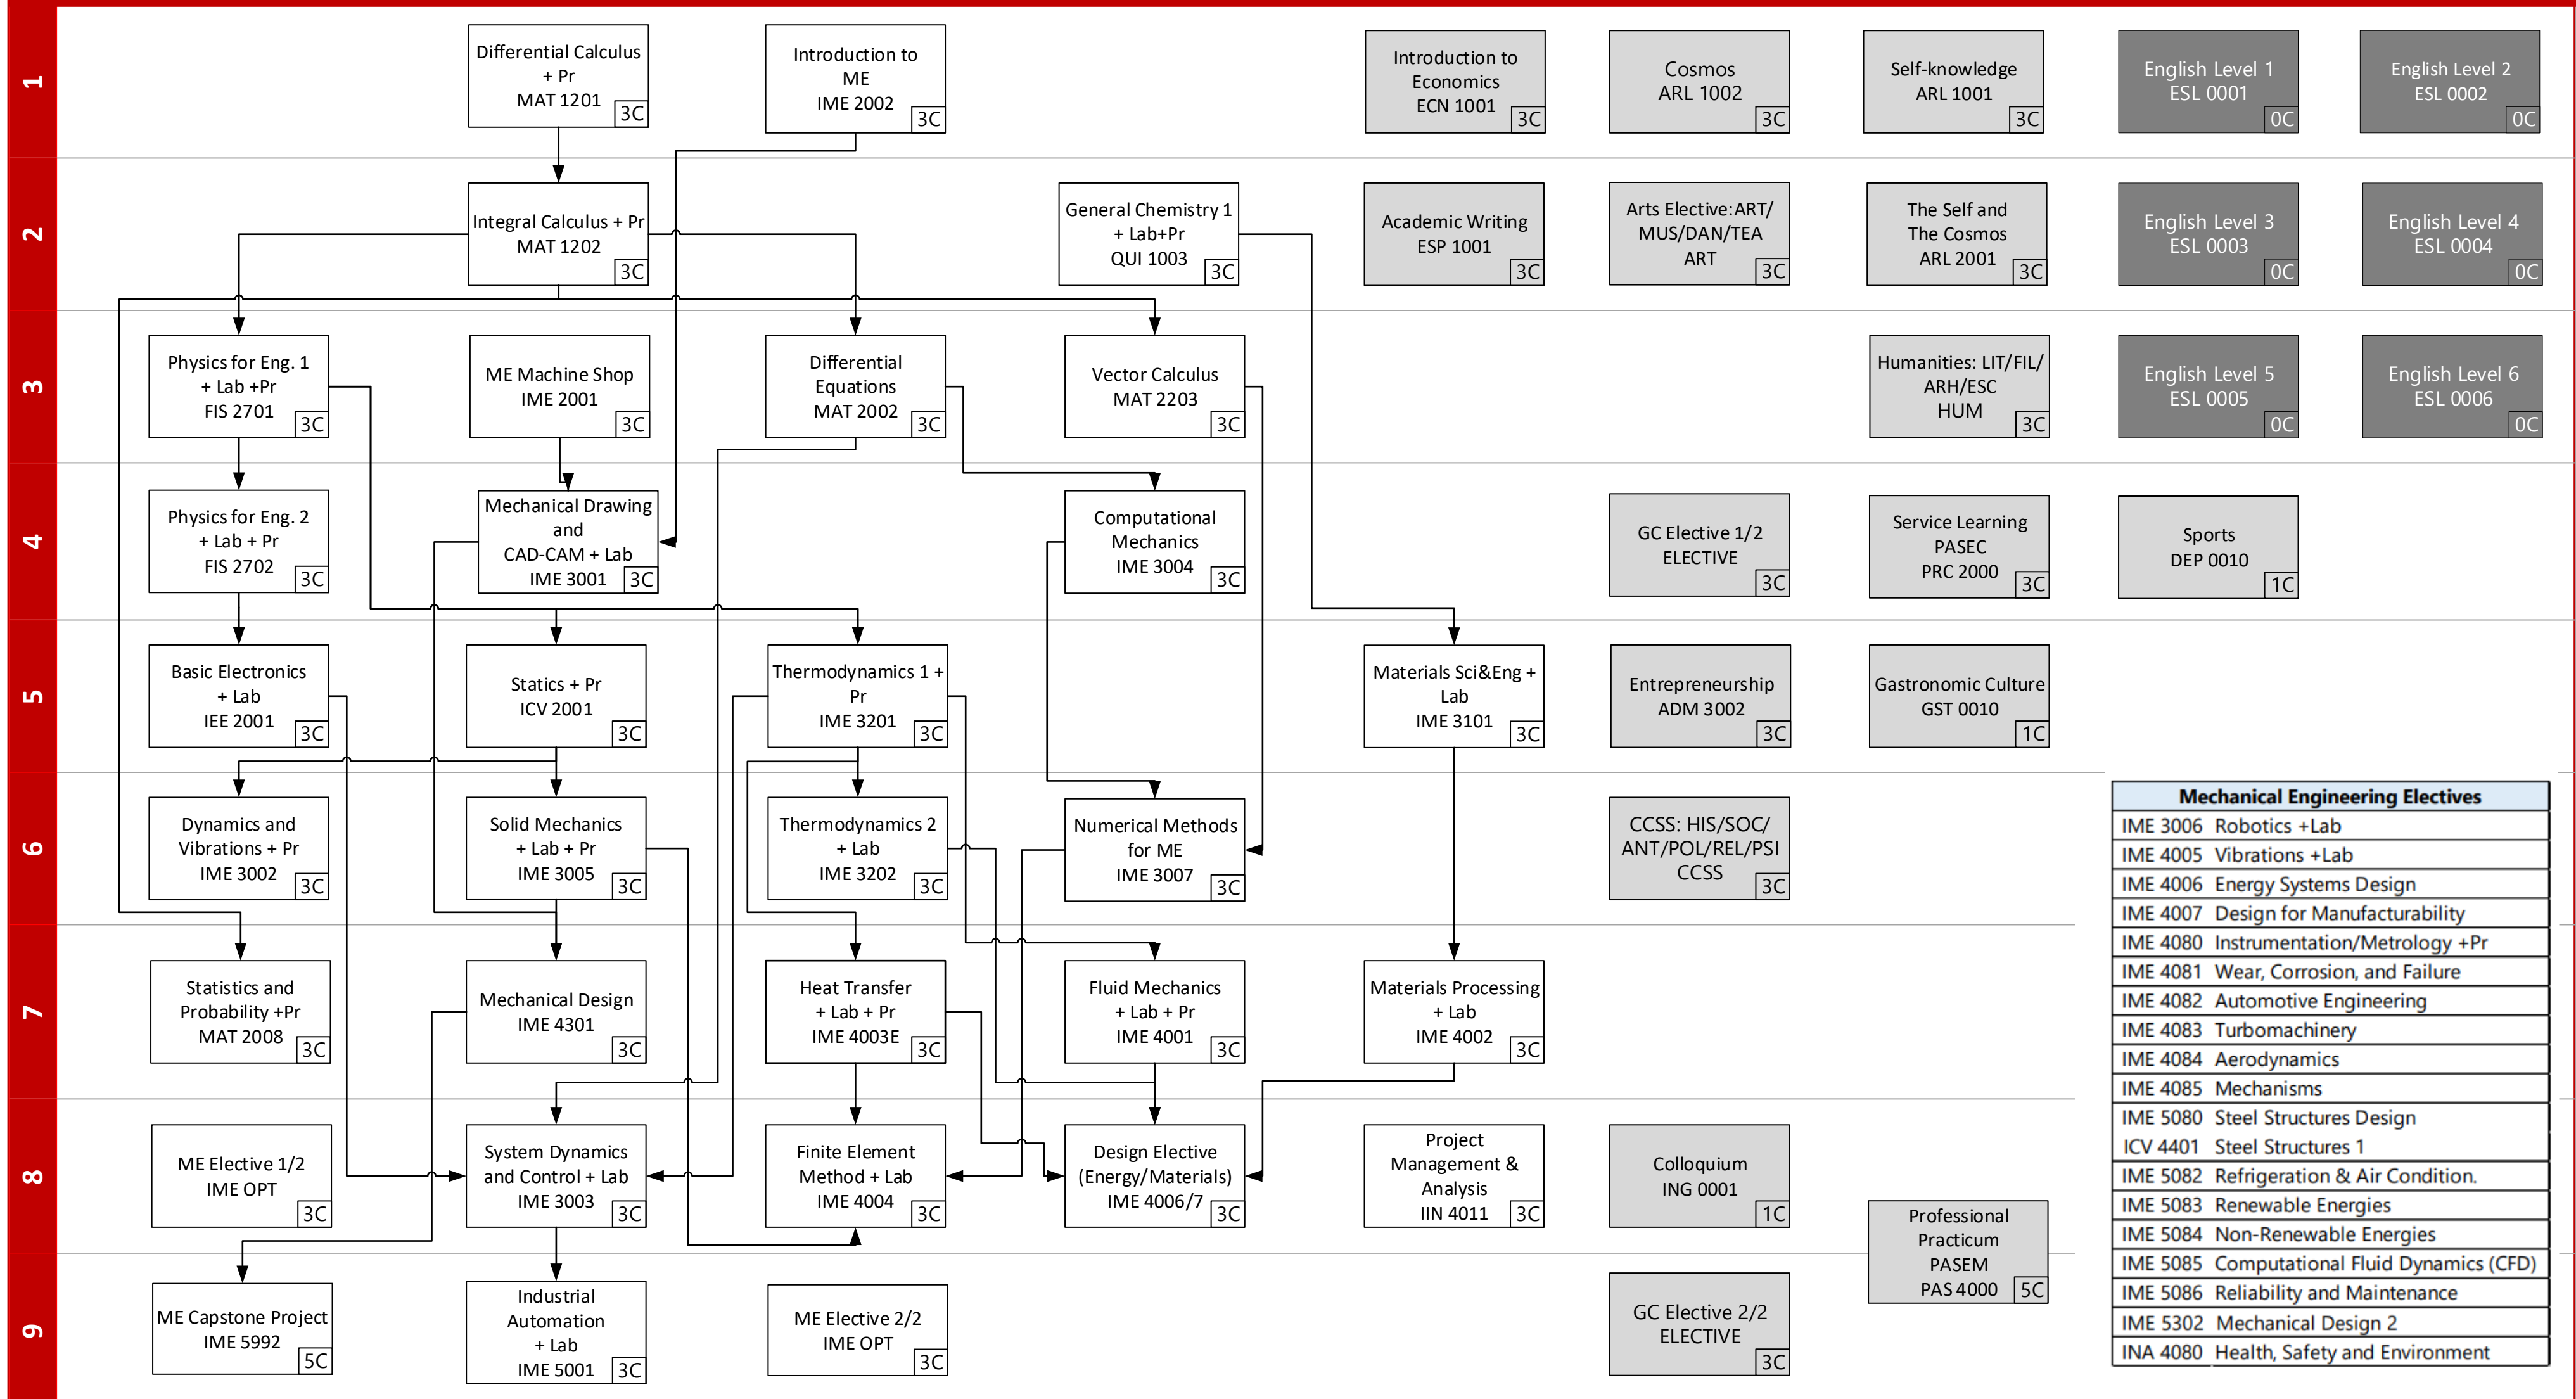 1
Differential Calculus
+ Pr
MAT 1201
3C
Introduction to
ME
IME 2002
3C
Introduction to
Economics
ECN 1001
3C
Cosmos
ARL 1002
3C
Self-knowledge
ARL 1001
3C
English Level 1
ESL 0001
0C
English Level 2
ESL 0002
0C
2
Integral Calculus + Pr
MAT 1202
3C
General Chemistry 1
+ Lab+Pr
QUI 1003
3C
Academic Writing
ESP 1001
3C
Arts Elective:ART/
MUS/DAN/TEA
ART
3C
The Self and
The Cosmos
ARL 2001
3C
English Level 3
ESL 0003
0C
English Level 4
ESL 0004
0C
3
Physics for Eng. 1
+ Lab +Pr
FIS 2701
3C
ME Machine Shop
IME 2001
3C
Differential
Equations
MAT 2002
3C
Vector Calculus
MAT 2203
3C
Humanities: LIT/FIL/
ARH/ESC
HUM
3C
English Level 5
ESL 0005
0C
English Level 6
ESL 0006
0C
4
Physics for Eng. 2
+ Lab + Pr
FIS 2702
3C
Mechanical Drawing
and
CAD-CAM + Lab
IME 3001
3C
Computational
Mechanics
IME 3004
3C
GC Elective 1/2
ELECTIVE
3C
Service Learning
PASEC
PRC 2000
3C
Sports
DEP 0010
1C
5
Basic Electronics
+ Lab
IEE 2001
3C
Statics + Pr
ICV 2001
3C
Thermodynamics 1 +
Pr
IME 3201
3C
Materials Sci&Eng +
Lab
IME 3101
3C
Entrepreneurship
ADM 3002
3C
Gastronomic Culture
GST 0010
1C
6
Dynamics and
Vibrations + Pr
IME 3002
3C
Solid Mechanics
+ Lab + Pr
IME 3005
3C
Thermodynamics 2
+ Lab
IME 3202
3C
Numerical Methods
for ME
IME 3007
3C
CCSS: HIS/SOC/
ANT/POL/REL/PSI
CCSS
3C
7
Statistics and
Probability +Pr
MAT 2008
3C
Mechanical Design
IME 4301
3C
Heat Transfer
+ Lab + Pr
IME 4003E
3C
Fluid Mechanics
+ Lab + Pr
IME 4001
3C
Materials Processing
+ Lab
IME 4002
3C
8
ME Elective 1/2
IME OPT
3C
System Dynamics
and Control + Lab
IME 3003
3C
Finite Element
Method + Lab
IME 4004
3C
Design Elective
(Energy/Materials)
IME 4006/7
3C
Project
Management &
Analysis
IIN 4011
3C
Colloquium
ING 0001
1C
Professional
Practicum
PASEM
PAS 4000
5C
9
ME Capstone Project
IME 5992
5C
Industrial
Automation
+ Lab
IME 5001
3C
ME Elective 2/2
IME OPT
3C
GC Elective 2/2
ELECTIVE
3C
Mechanical Engineering Electives
IME 3006 Robotics +Lab
IME 4005 Vibrations +Lab
IME 4006 Energy Systems Design
IME 4007 Design for Manufacturability
IME 4080 Instrumentation/Metrology +Pr
IME 4081 Wear, Corrosion, and Failure
IME 4082 Automotive Engineering
IME 4083 Turbomachinery
IME 4084 Aerodynamics
IME 4085 Mechanisms
IME 5080 Steel Structures Design
ICV 4401 Steel Structures 1
IME 5082 Refrigeration & Air Condition.
IME 5083 Renewable Energies
IME 5084 Non-Renewable Energies
IME 5085 Computational Fluid Dynamics (CFD)
IME 5086 Reliability and Maintenance
IME 5302 Mechanical Design 2
INA 4080 Health, Safety and Environment